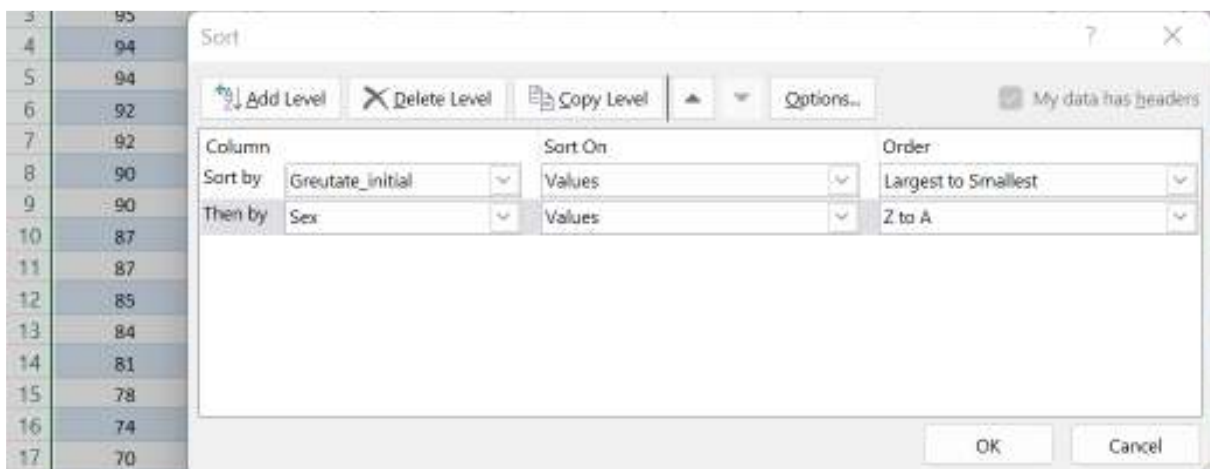 3 95
Sort ?
4 94
5 94
Add Level Delete Level Copy Level Options... My data has headers
6 92
7 92
Column Sort On Order
8 90
Sort by Greutate_initial Values Largest to Smallest
9 90
Then by Sex Values Z to A
10 87
11 87
12 85
13 84
14 81
15 78
16 74
OK Cancel
17 70